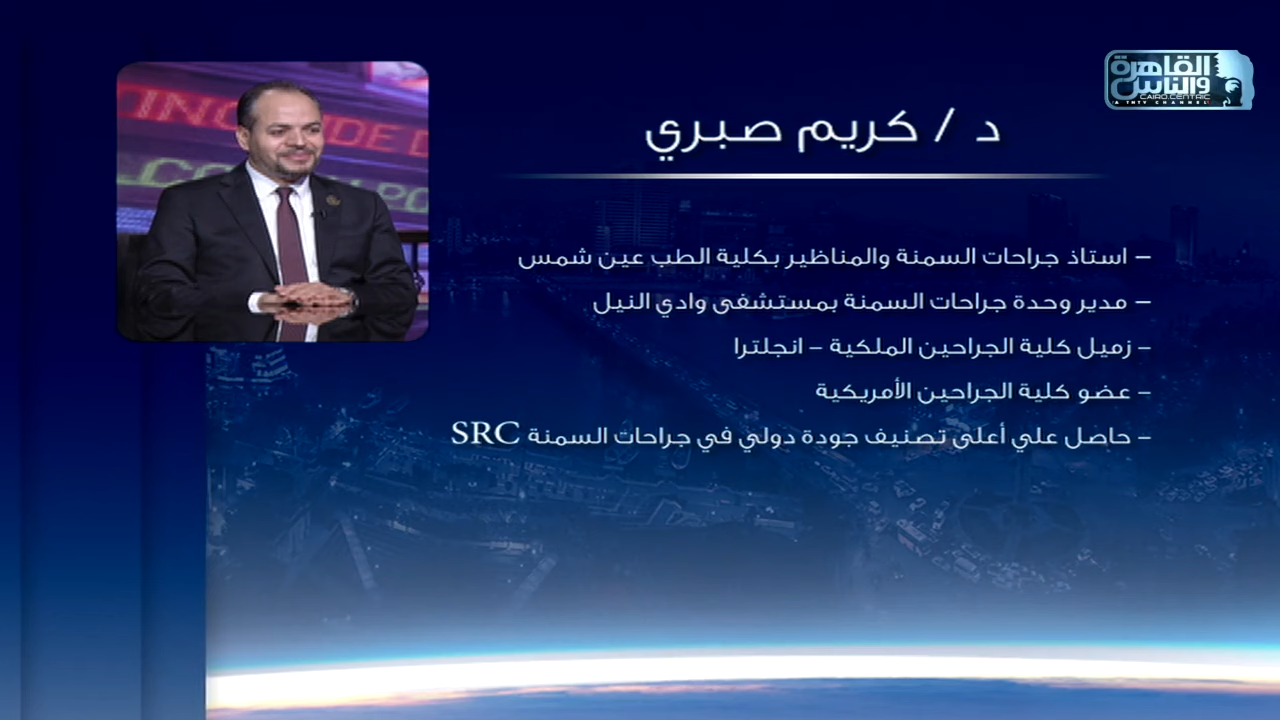 القاهرة
والناس
CAIRO.CENTRIC
A TNTV CHANNEL
د / كريم صبري
– استاذ جراحات السمنة والمناظير بكلية الطب عين شمس
– مدير وحدة جراحات السمنة بمستشفى وادي النيل
– زميل كلية الجراحين الملكية – انجلترا
– عضو كلية الجراحين الأمريكية
– حاصل علي أعلى تصنيف جودة دولي في جراحات السمنة SRC